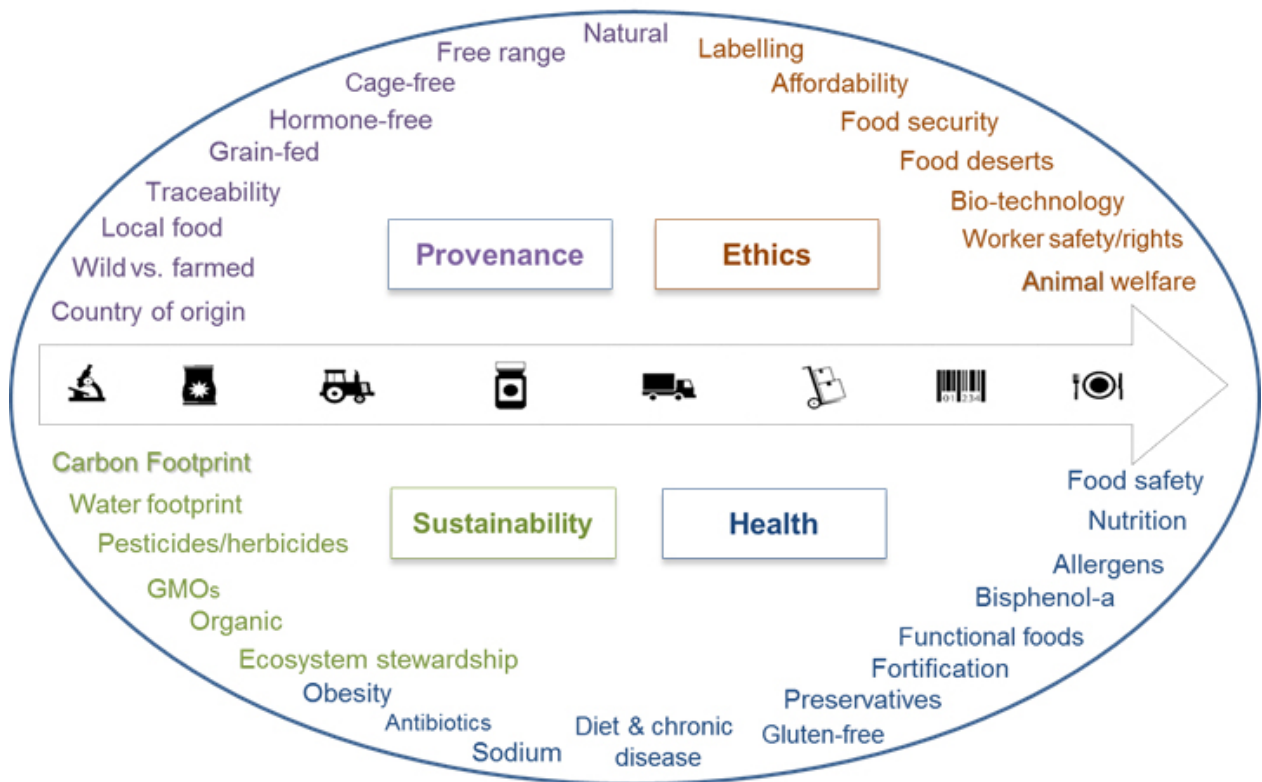 Natural
Free range
Labelling
Cage-free
Affordability
Hormone-free
Food security
Grain-fed
Food deserts
Traceability
Bio-technology
Local food
Worker safety/rights
Wild vs. farmed
Animal welfare
Country of origin
Provenance
Ethics
01234
Carbon Footprint
Water footprint
Pesticides/herbicides
GMOs
Organic
Ecosystem stewardship
Sustainability
Health
Food safety
Nutrition
Allergens
Bisphenol-a
Functional foods
Fortification
Preservatives
Gluten-free
Diet & chronic
disease
Sodium
Antibiotics
Obesity